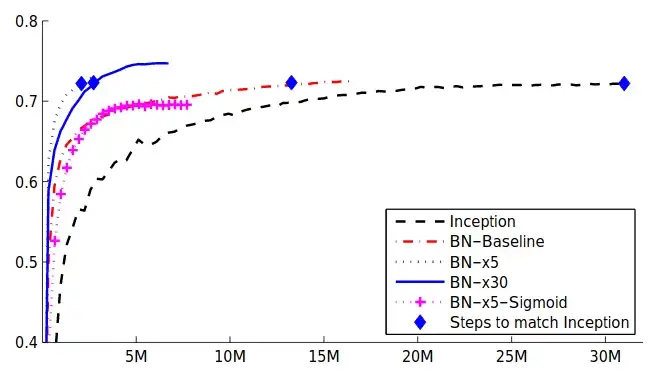 0.8
0.7
0.6
0.5
0.4
5M 10M 15M 20M 25M 30M
Inception
BN−Baseline
BN−x5
BN−x30
BN−x5−Sigmoid
Steps to match Inception